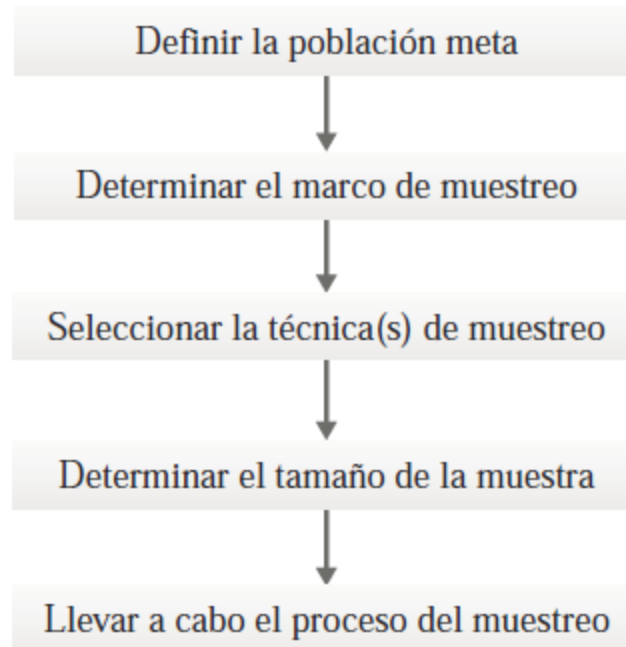 Definir la población meta
Determinar el marco de muestreo
Seleccionar la técnica(s) de muestreo
Determinar el tamaño de la muestra
Llevar a cabo el proceso del muestreo